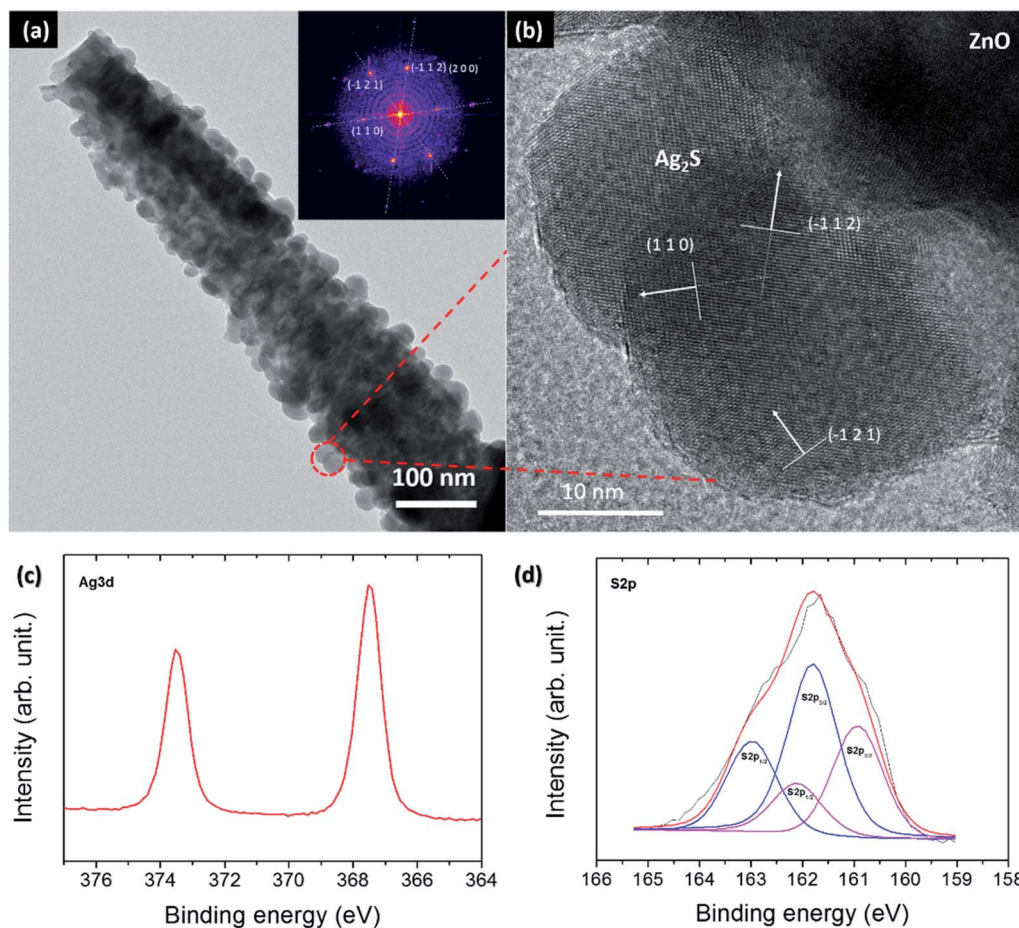 (a)
(-1 2 1)
(-1 1 2)
(2 0 0)
(1 1 0)
100 nm
(b)
ZnO
Ag₂S
(-1 1 2)
(1 1 0)
(-1 2 1)
10 nm
(c)
Ag3d
Intensity (arb. unit.)
376 374 372 370 368 366 364
Binding energy (eV)
(d)
S2p
Intensity (arb. unit.)
S2p3/2
S2p1/2
S2p3/2
S2p1/2
166 165 164 163 162 161 160 159 158
Binding energy (eV)